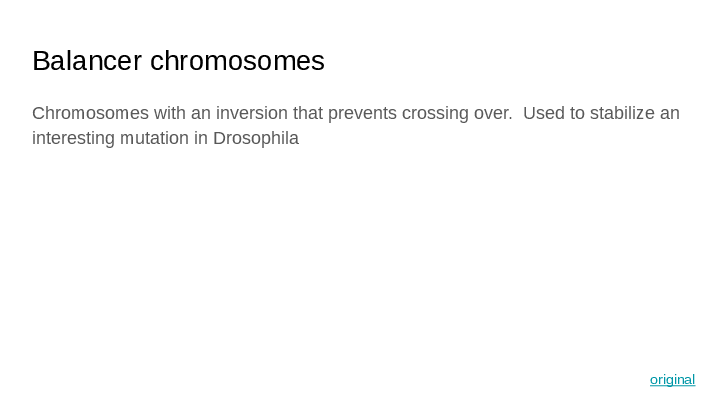 Balancer chromosomes
Chromosomes with an inversion that prevents crossing over.  Used to stabilize an
interesting mutation in Drosophila
original